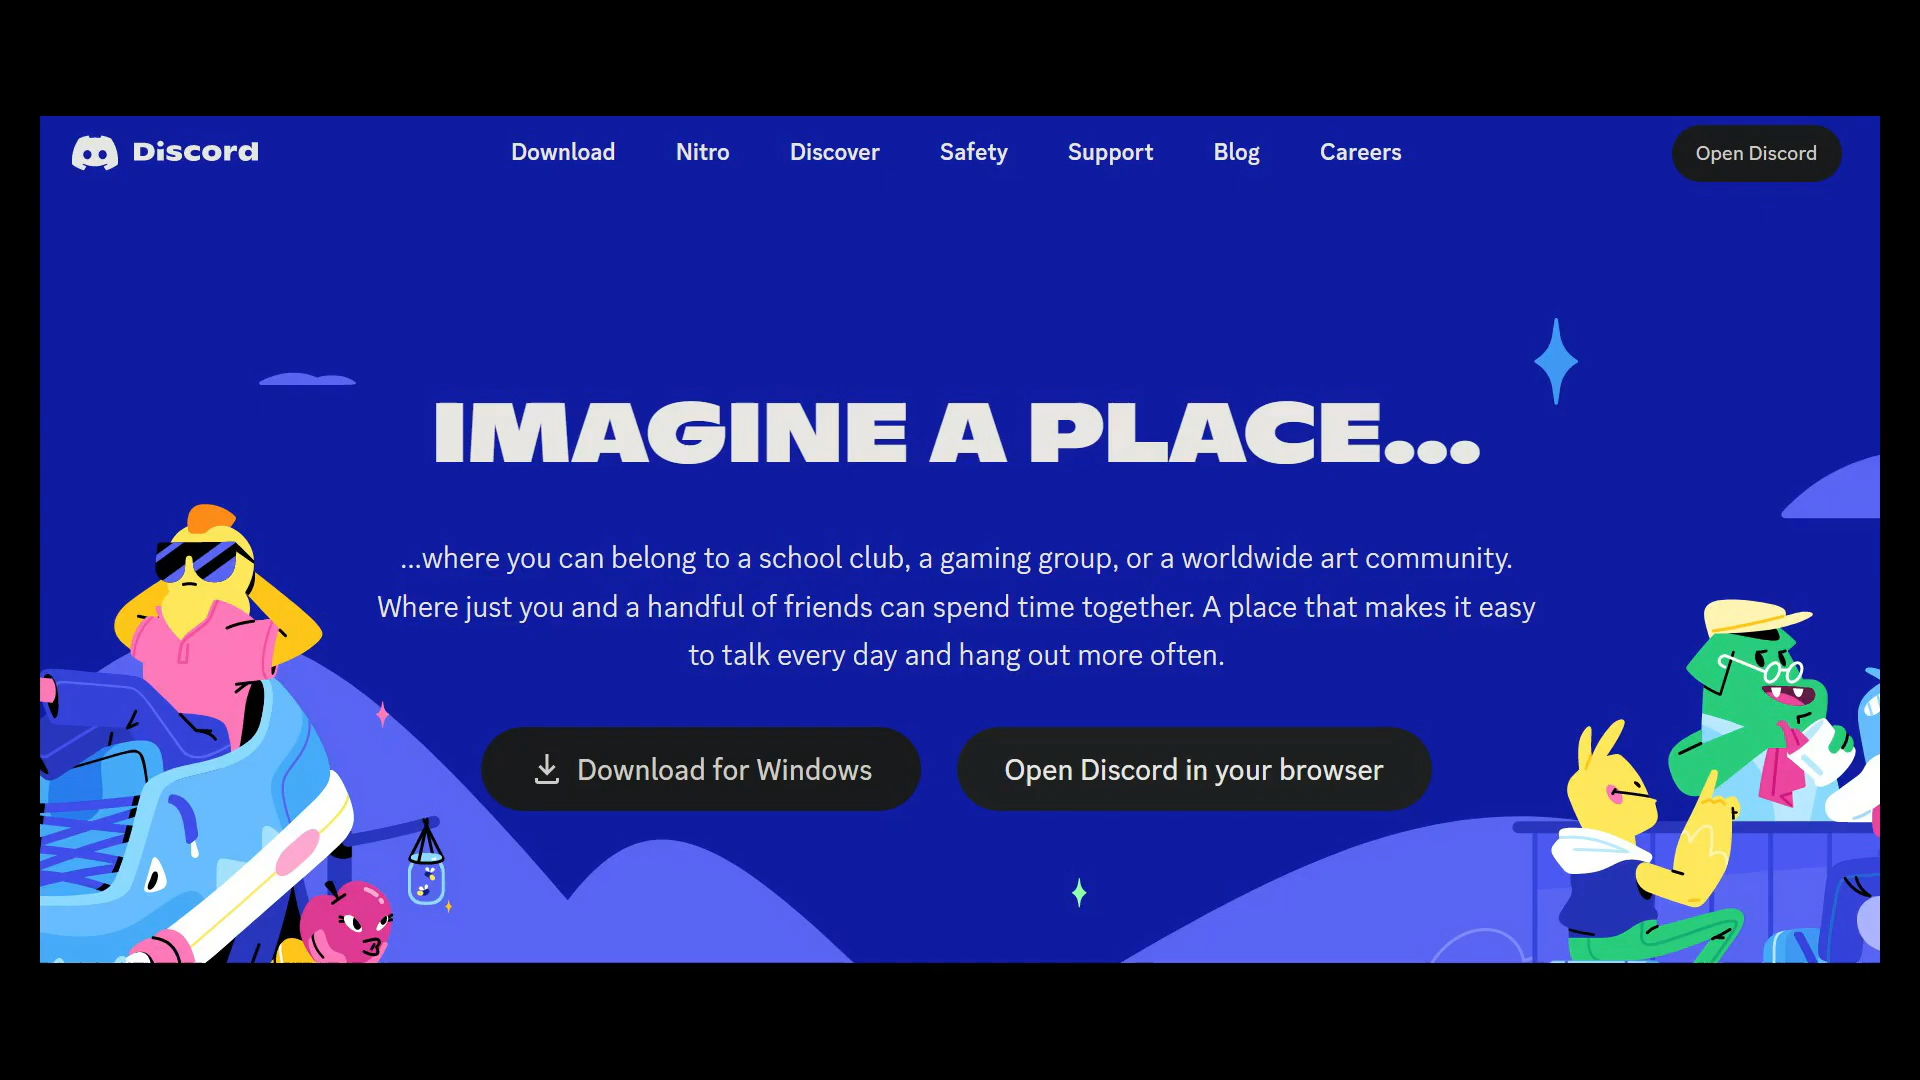 Discord
Download
Nitro
Discover
Safety
Support
Blog
Careers
Open Discord
IMAGINE A PLACE...
...where you can belong to a school club, a gaming group, or a worldwide art community.
Where just you and a handful of friends can spend time together. A place that makes it easy
to talk every day and hang out more often.
Download for Windows
Open Discord in your browser